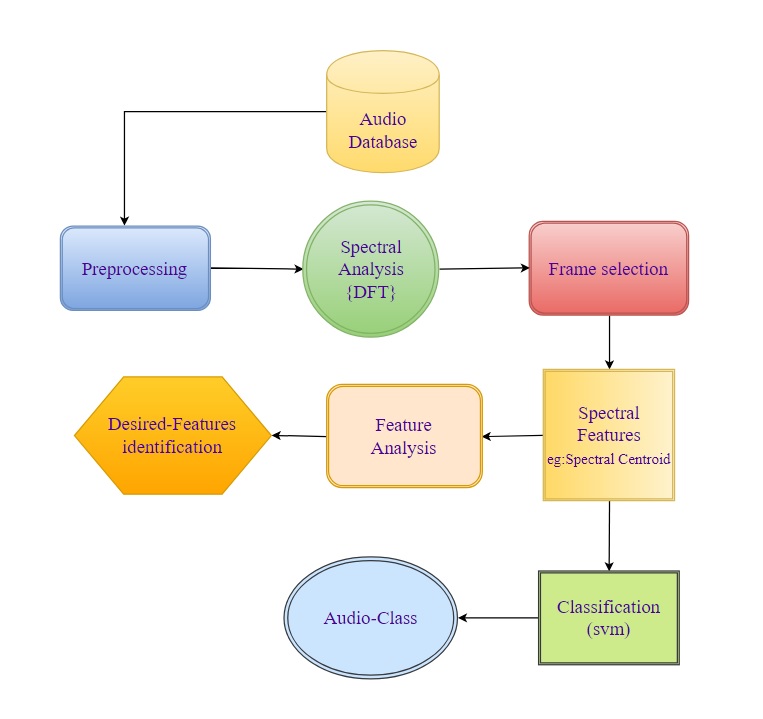 Audio
Database
Preprocessing
Spectral
Analysis
{DFT}
Frame selection
Desired-Features
identification
Feature
Analysis
Spectral
Features
eg:Spectral Centroid
Audio-Class
Classification
(svm)